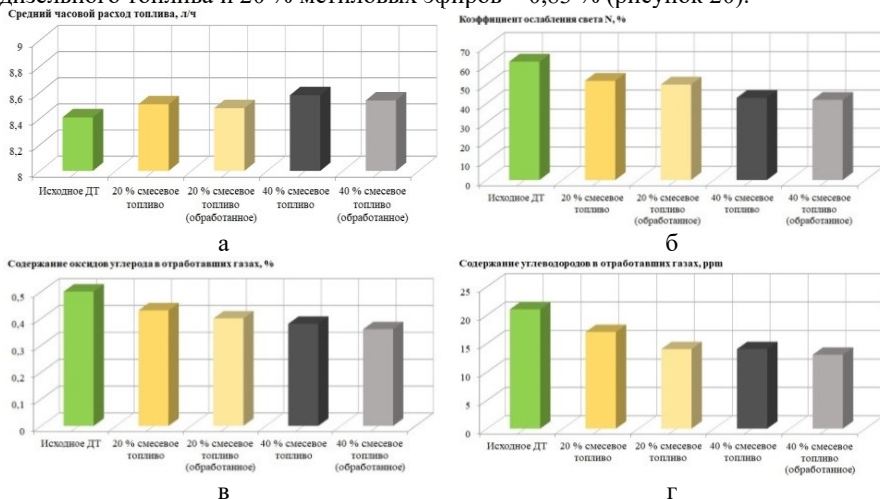 дизельного топлива и 20 % метиловых эфиров – 0,83 % (рисунок 20).
Средний часовой расход топлива, л/ч
9
8,8
8,6
8,4
8,2
8
Исходное ДТ
20 % смесевое
топливо
20 % смесевое
топливо
(обработанное)
40 % смесевое
топливо
40 % смесевое
топливо
(обработанное)
а
Коэффициент ослабления света N, %
70
60
50
40
30
20
10
0
Исходное ДТ
20 % смесевое
топливо
20 % смесевое
топливо
(обработанное)
40 % смесевое
топливо
40 % смесевое
топливо
(обработанное)
б
Содержание оксидов углерода в отработавших газах, %
0,5
0,4
0,3
0,2
0,1
0
Исходное ДТ
20 % смесевое
топливо
20 % смесевое
топливо
(обработанное)
40 % смесевое
топливо
40 % смесевое
топливо
(обработанное)
в
Содержание углеводородов в отработавших газах, ppm
25
20
15
10
5
0
Исходное ДТ
20 % смесевое
топливо
20 % смесевое
топливо
(обработанное)
40 % смесевое
топливо
40 % смесевое
топливо
(обработанное)
г